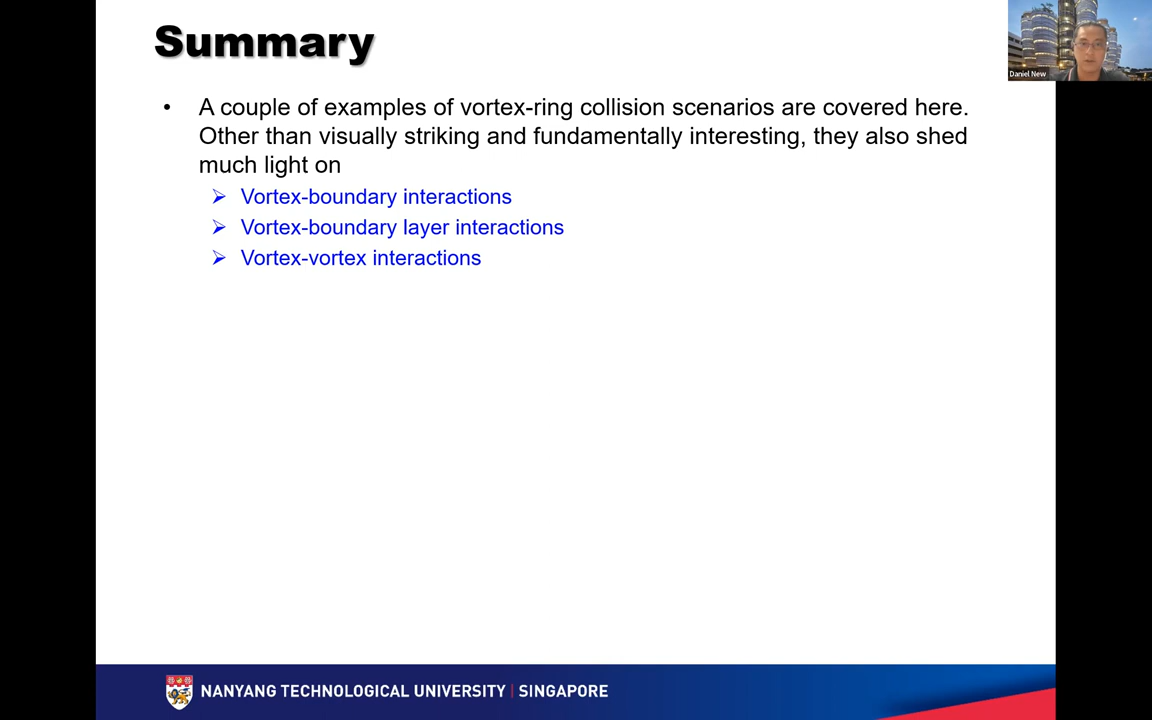 Summary
Daniel New
• A couple of examples of vortex-ring collision scenarios are covered here.
Other than visually striking and fundamentally interesting, they also shed
much light on
➢ Vortex-boundary interactions
➢ Vortex-boundary layer interactions
➢ Vortex-vortex interactions
NANYANG TECHNOLOGICAL UNIVERSITY | SINGAPORE